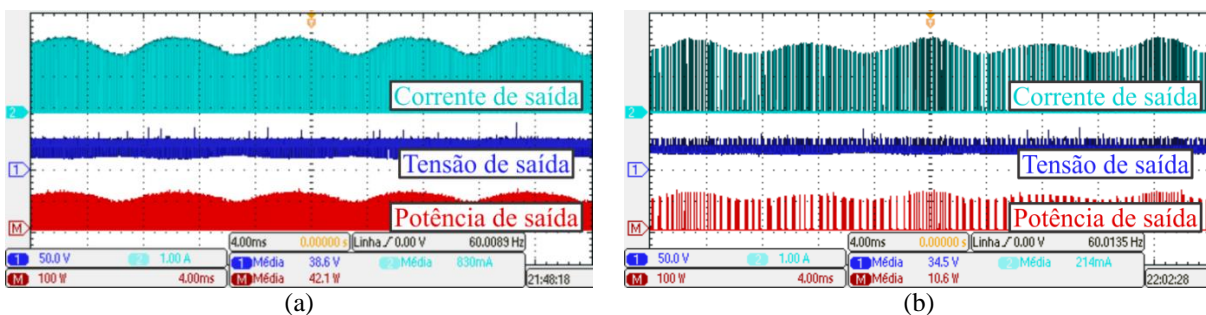 Corrente de saída
2
Tensão de saída
1
Potência de saída
M
4.00ms 0.00000 s Linha 0.00 V 60.0089 Hz
1 50.0 V 2 1.00 A 1 Média 38.6 V 2 Média 830mA
M 100 W 4.00ms M Média 42.1 W 21:48:18
(a)
Corrente de saída
2
Tensão de saída
1
Potência de saída
M
4.00ms 0.00000 s Linha 0.00 V 60.0135 Hz
1 50.0 V 2 1.00 A 1 Média 34.5 V 2 Média 214mA
M 100 W 4.00ms M Média 10.6 W 22:02:28
(b)